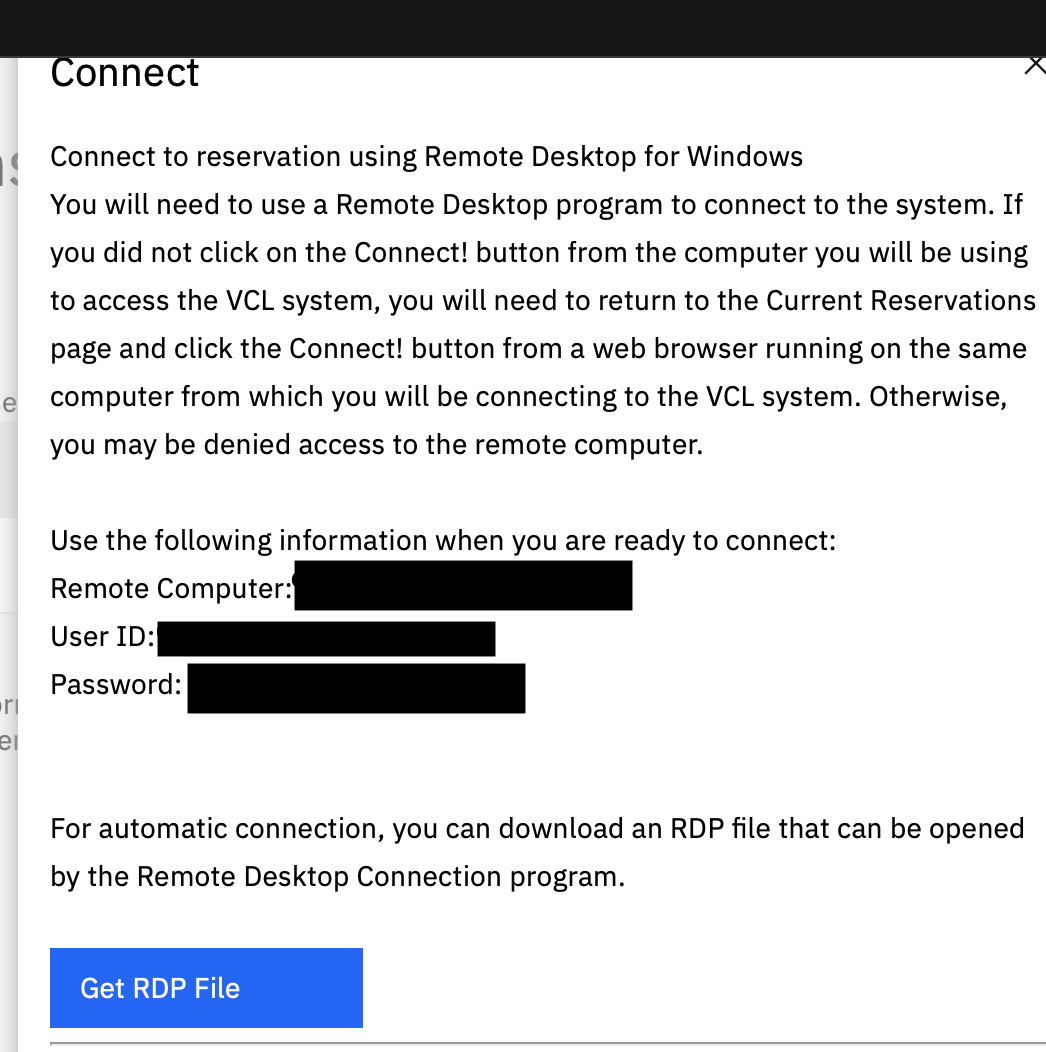 Connect
Connect to reservation using Remote Desktop for Windows
You will need to use a Remote Desktop program to connect to the system. If
you did not click on the Connect! button from the computer you will be using
to access the VCL system, you will need to return to the Current Reservations
page and click the Connect! button from a web browser running on the same
computer from which you will be connecting to the VCL system. Otherwise,
you may be denied access to the remote computer.
Use the following information when you are ready to connect:
Remote Computer:
User ID:
Password:
For automatic connection, you can download an RDP file that can be opened
by the Remote Desktop Connection program.
Get RDP File